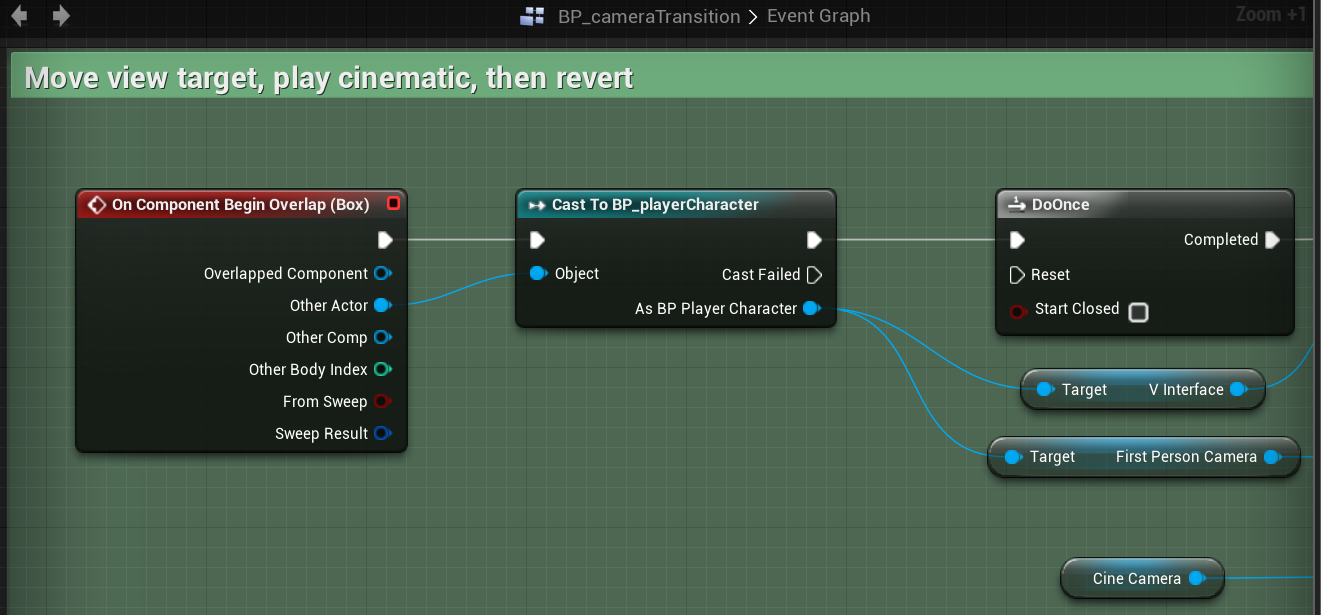 BP_cameraTransition > Event Graph
Zoom +1
Move view target, play cinematic, then revert
On Component Begin Overlap (Box)
Overlapped Component
Other Actor
Other Comp
Other Body Index
From Sweep
Sweep Result
Cast To BP_playerCharacter
Object
Cast Failed
As BP Player Character
DoOnce
Completed
Reset
Start Closed
Target V Interface
Target First Person Camera
Cine Camera